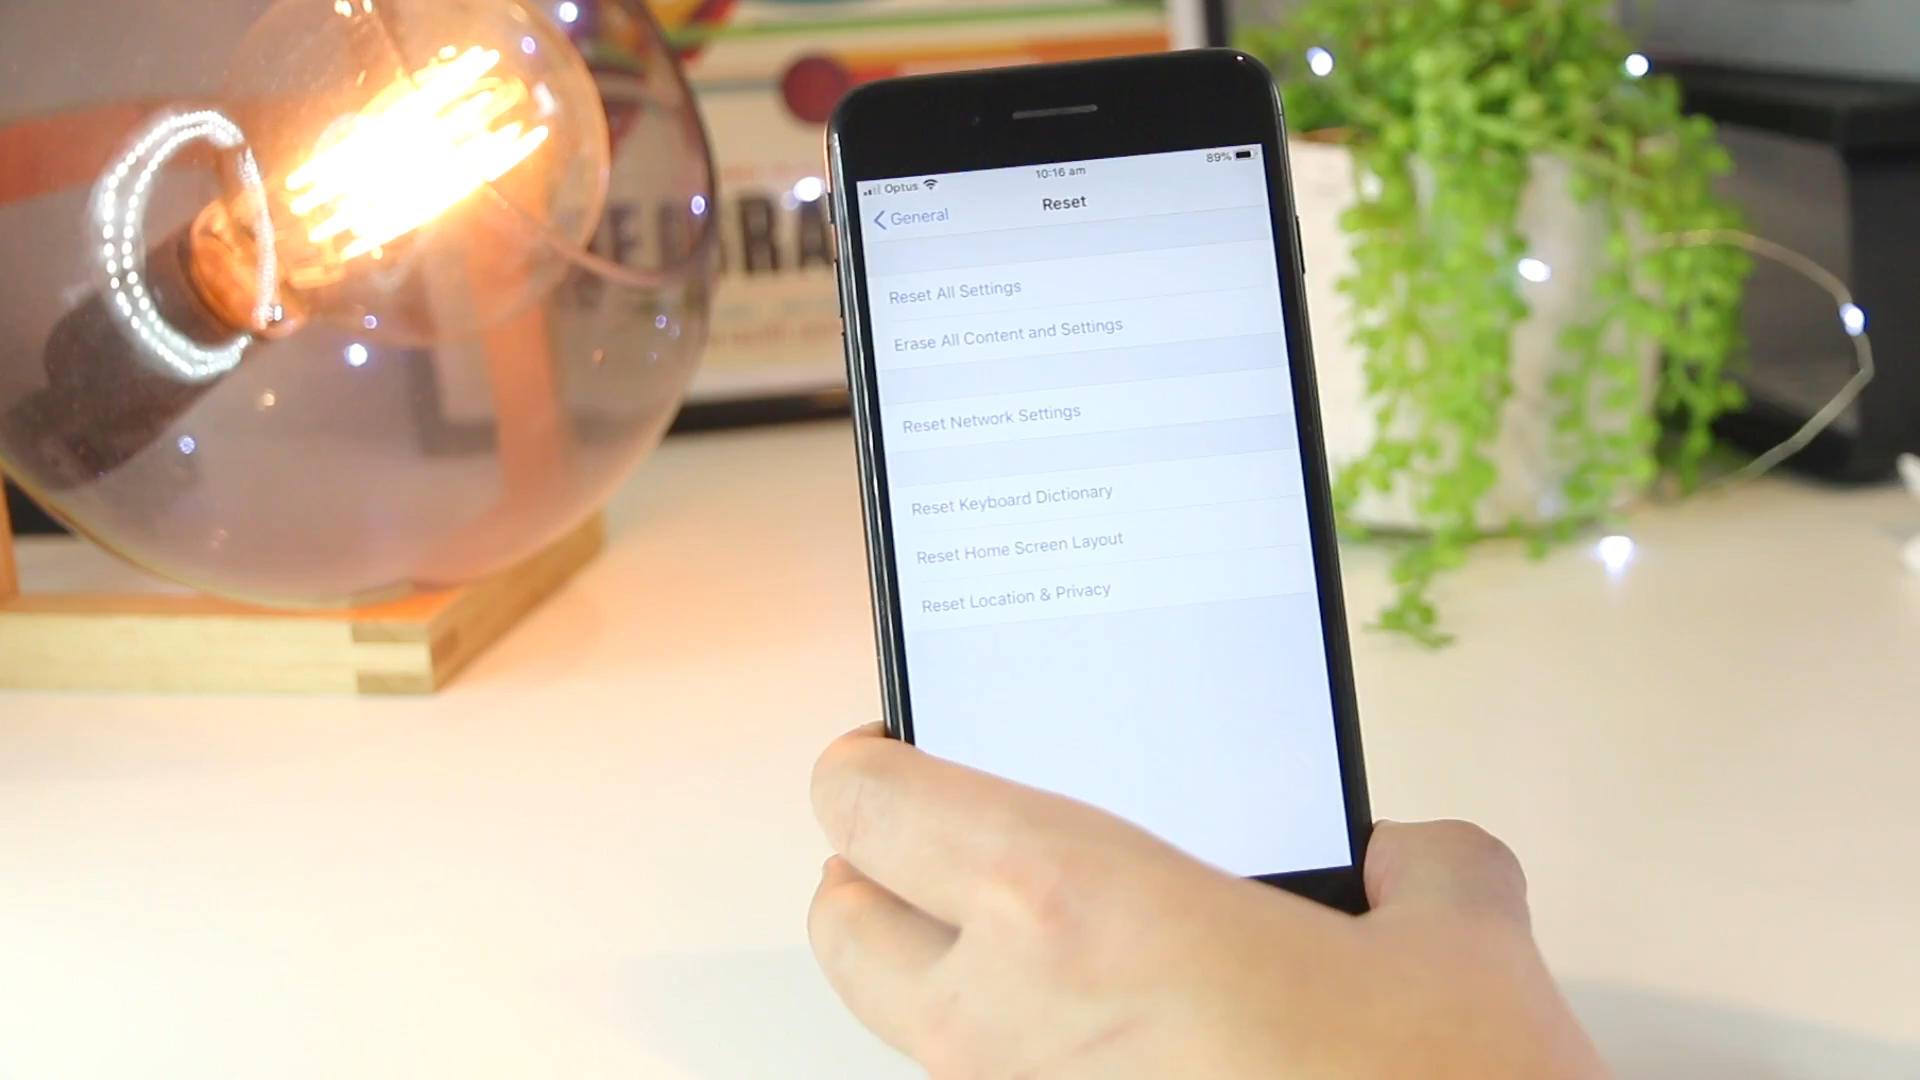 Optus
10:16 am
89%
General
Reset
Reset All Settings
Erase All Content and Settings
Reset Network Settings
Reset Keyboard Dictionary
Reset Home Screen Layout
Reset Location & Privacy